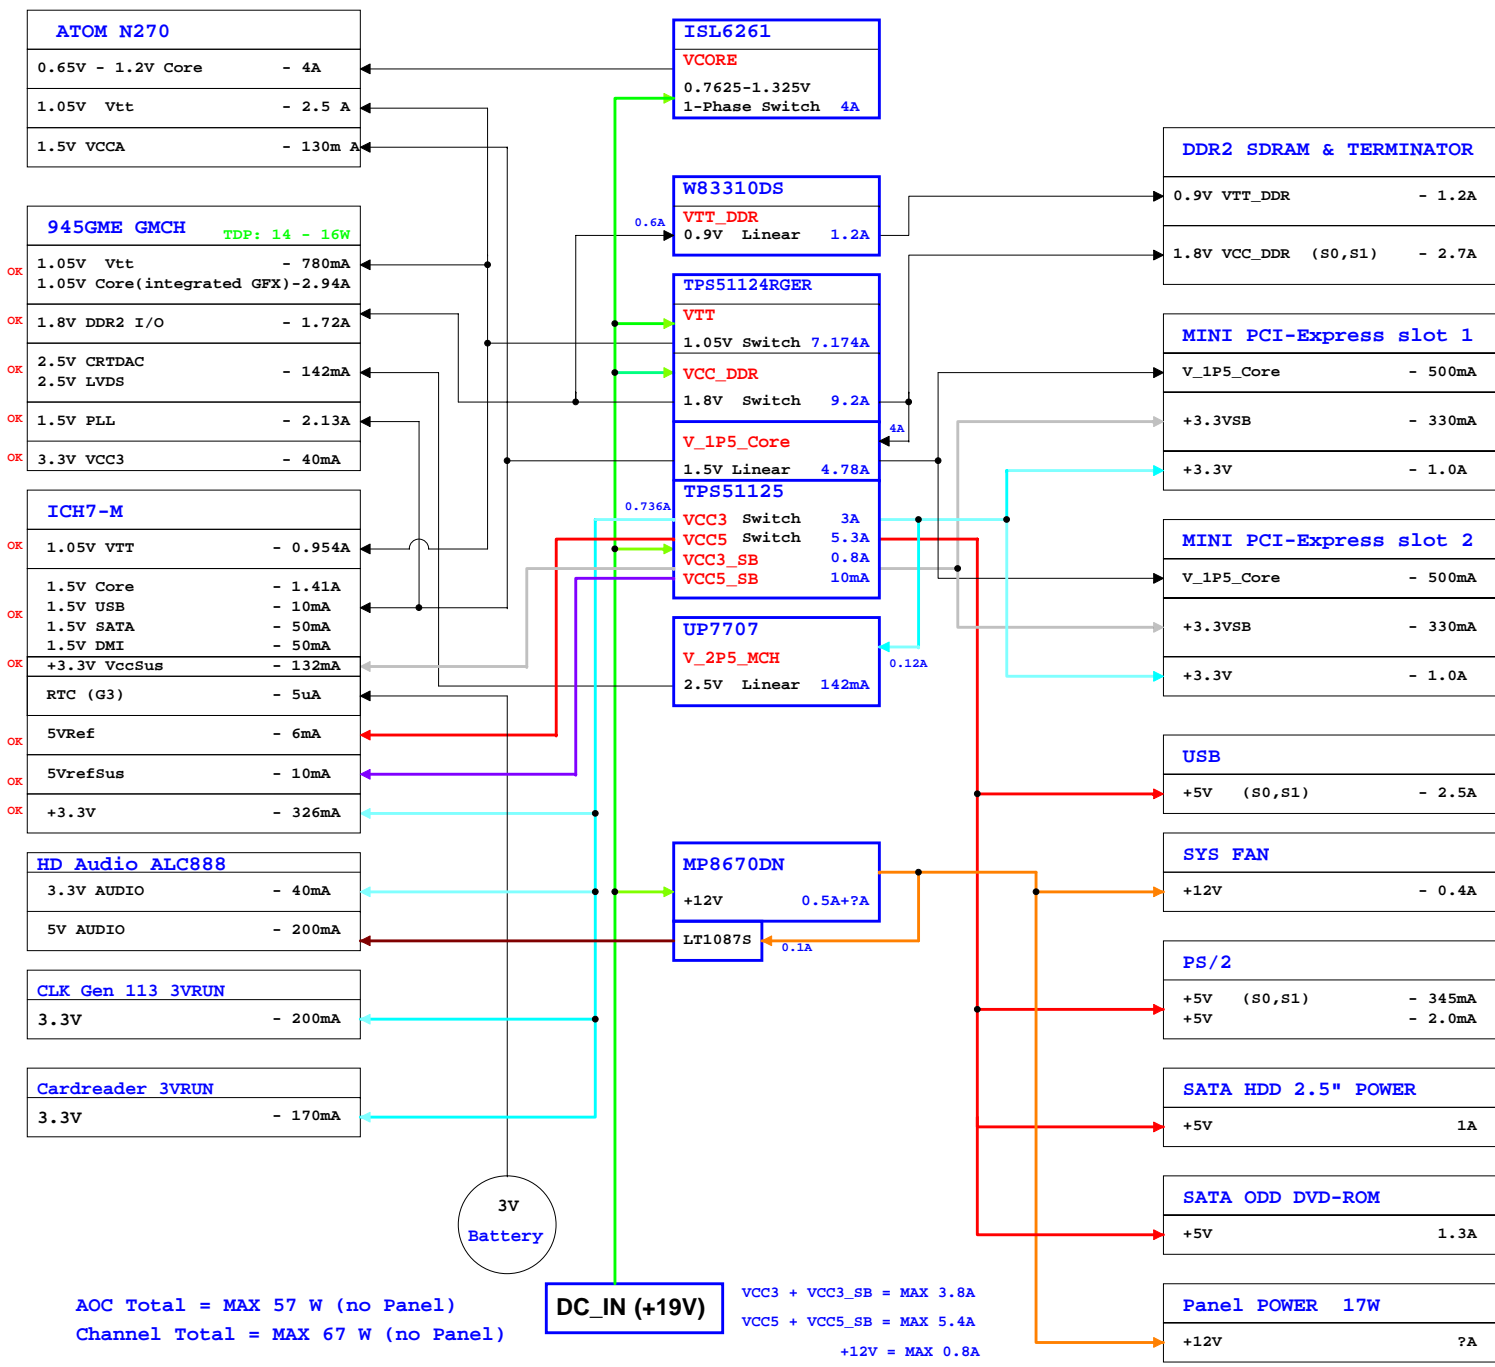 ATOM N270
0.65V - 1.2V Core - 4A
1.05V Vtt - 2.5 A
1.5V VCCA - 130m A
945GME GMCH TDP: 14 - 16W
OK 1.05V Vtt - 780mA
1.05V Core(integrated GFX)-2.94A
OK 1.8V DDR2 I/O - 1.72A
2.5V CRTDAC
OK - 142mA
2.5V LVDS
OK 1.5V PLL - 2.13A
OK 3.3V VCC3 - 40mA
ICH7-M
OK 1.05V VTT - 0.954A
1.5V Core - 1.41A
1.5V USB - 10mA
OK
1.5V SATA - 50mA
1.5V DMI - 50mA
OK +3.3V VccSus - 132mA
RTC (G3) - 5uA
5VRef - 6mA
OK
5VrefSus - 10mA
OK
+3.3V - 326mA
OK
HD Audio ALC888
3.3V AUDIO - 40mA
5V AUDIO - 200mA
CLK Gen 113 3VRUN
3.3V - 200mA
Cardreader 3VRUN
3.3V - 170mA
3V
Battery
AOC Total = MAX 57 W (no Panel)
Channel Total = MAX 67 W (no Panel)
ISL6261
VCORE
0.7625-1.325V
1-Phase Switch 4A
W83310DS
0.6A VTT_DDR
0.9V Linear 1.2A
TPS51124RGER
VTT
1.05V Switch 7.174A
VCC_DDR
1.8V Switch 9.2A
4A
V_1P5_Core
1.5V Linear 4.78A
TPS51125
0.736A
VCC3 Switch 3A
VCC5 Switch 5.3A
VCC3_SB 0.8A
VCC5_SB 10mA
UP7707
V_2P5_MCH
0.12A
2.5V Linear 142mA
MP8670DN
+12V 0.5A+?A
LT1087S
0.1A
DC_IN (+19V)
VCC3 + VCC3_SB = MAX 3.8A
VCC5 + VCC5_SB = MAX 5.4A
+12V = MAX 0.8A
DDR2 SDRAM & TERMINATOR
0.9V VTT_DDR - 1.2A
1.8V VCC_DDR (S0,S1) - 2.7A
MINI PCI-Express slot 1
V_1P5_Core - 500mA
+3.3VSB - 330mA
+3.3V - 1.0A
MINI PCI-Express slot 2
V_1P5_Core - 500mA
+3.3VSB - 330mA
+3.3V - 1.0A
USB
+5V (S0,S1) - 2.5A
SYS FAN
+12V - 0.4A
PS/2
+5V (S0,S1) - 345mA
+5V - 2.0mA
SATA HDD 2.5" POWER
+5V 1A
SATA ODD DVD-ROM
+5V 1.3A
Panel POWER 17W
+12V ?A